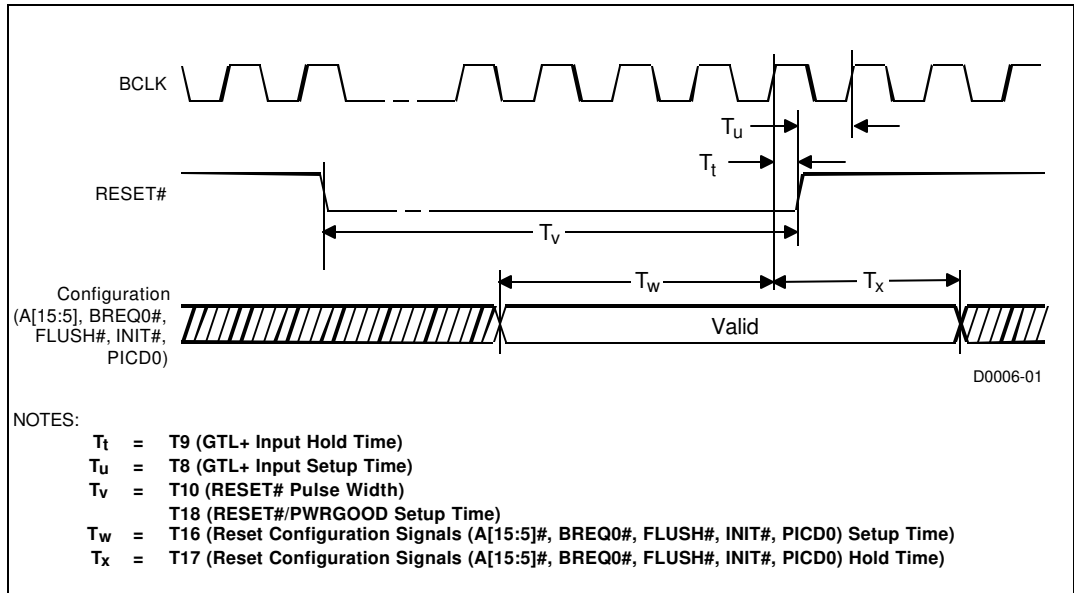 BCLK
Tu
Tt
RESET#
Tv
Tw
Tx
Configuration
(A[15:5], BREQ0#,
FLUSH#, INIT#,
PICD0)
Valid
D0006-01
NOTES:
Tt = T9 (GTL+ Input Hold Time)
Tu = T8 (GTL+ Input Setup Time)
Tv = T10 (RESET# Pulse Width)
T18 (RESET#/PWRGOOD Setup Time)
Tw = T16 (Reset Configuration Signals (A[15:5]#, BREQ0#, FLUSH#, INIT#, PICD0) Setup Time)
Tx = T17 (Reset Configuration Signals (A[15:5]#, BREQ0#, FLUSH#, INIT#, PICD0) Hold Time)